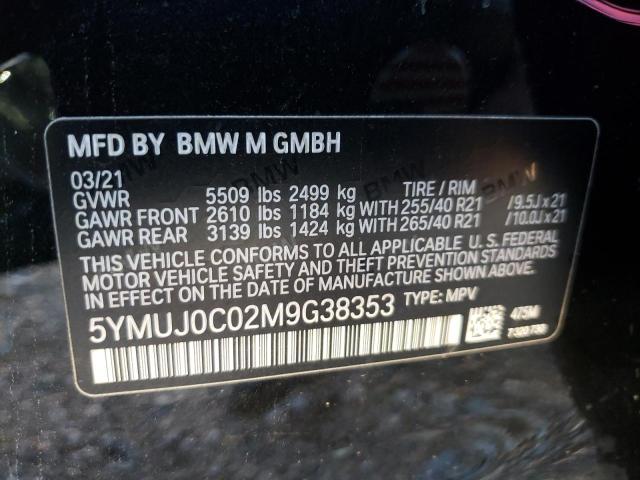 MFD BY BMW M GMBH
03/21
GVWR 5509 lbs 2499 kg TIRE / RIM
GAWR FRONT 2610 lbs 1184 kg WITH 255/40 R21 /9.5J x 21
GAWR REAR 3139 lbs 1424 kg WITH 265/40 R21 /10.0J x 21
THIS VEHICLE CONFORMS TO ALL APPLICABLE U.S. FEDERAL
MOTOR VEHICLE SAFETY AND THEFT PREVENTION STANDARDS
IN EFFECT ON THE DATE OF MANUFACTURE SHOWN ABOVE.
5YMUJ0C02M9G38353 TYPE: MPV
475M